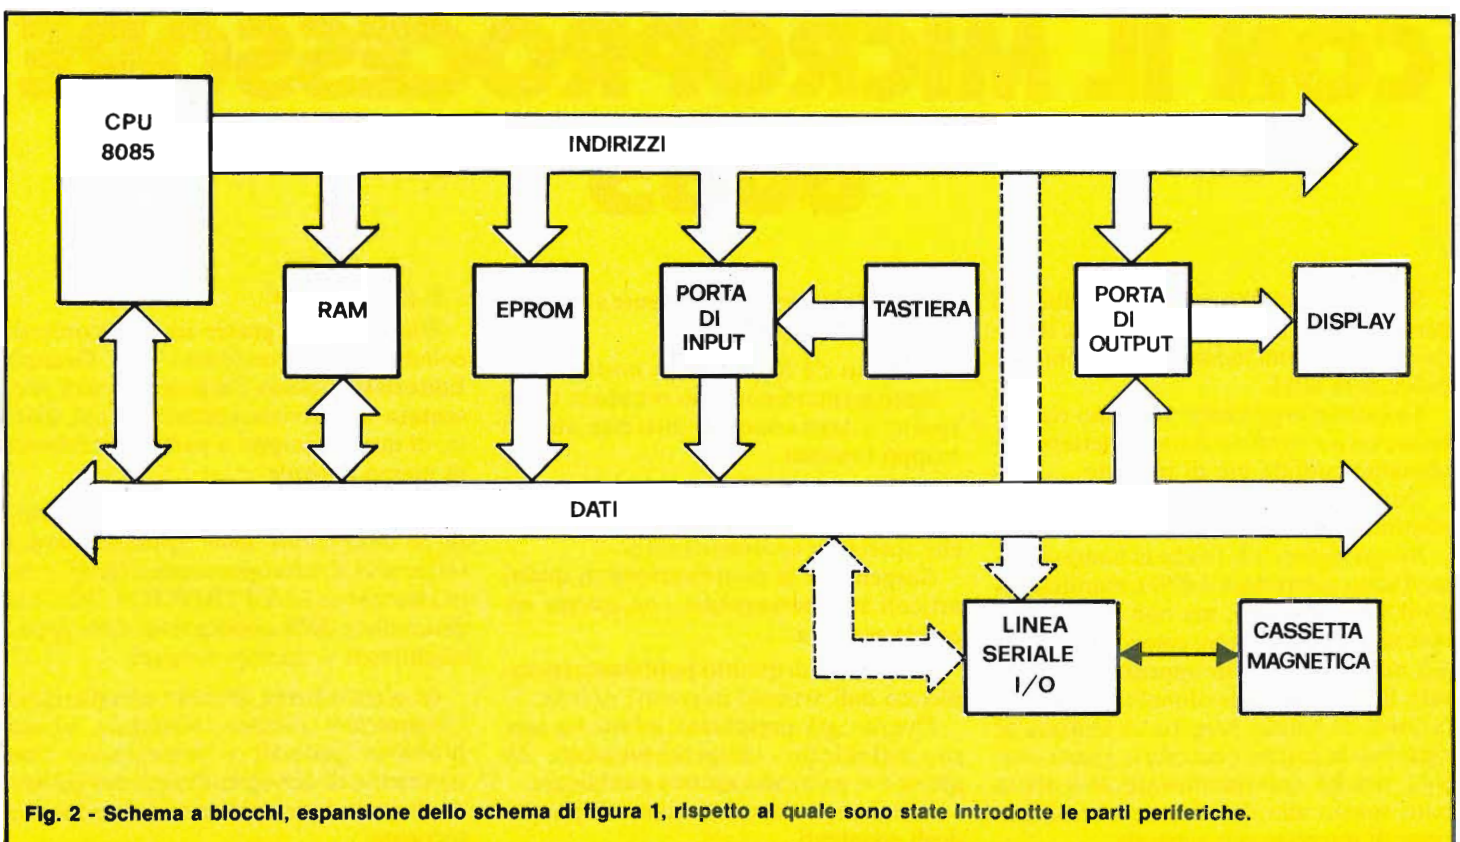 CPU
8085
INDIRIZZI
RAM
EPROM
PORTA
DI
INPUT
TASTIERA
PORTA
DI
OUTPUT
DISPLAY
DATI
LINEA
SERIALE
I/O
CASSETTA
MAGNETICA
Fig. 2 - Schema a blocchi, espansione dello schema di figura 1, rispetto al quale sono state introdotte le parti periferiche.